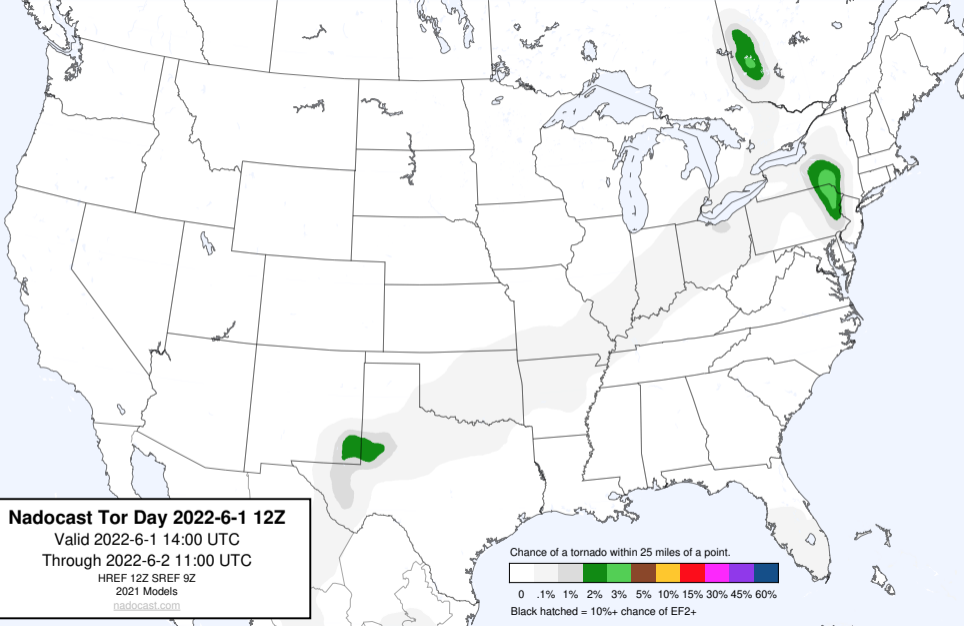 Nadocast Tor Day 2022-6-1 12Z
Valid 2022-6-1 14:00 UTC
Through 2022-6-2 11:00 UTC
HREF 12Z SREF 9Z
2021 Models
nadocast.com
Chance of a tornado within 25 miles of a point.
0 .1% 1% 2% 3% 5% 10% 15% 30% 45% 60%
Black hatched = 10%+ chance of EF2+